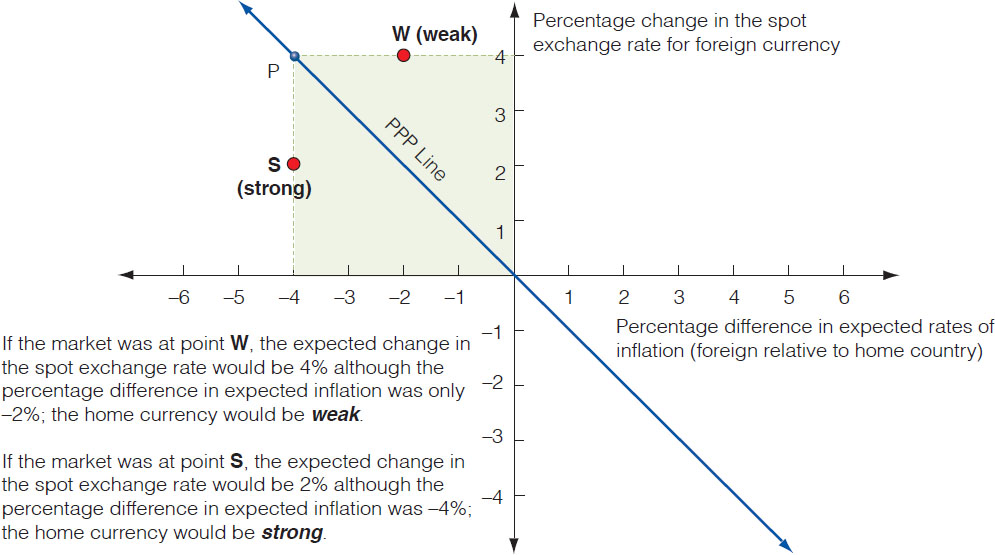 Percentage change in the spot
exchange rate for foreign currency
W (weak)
P
4
3
PPP Line
S
(strong)
2
1
–6 –5 –4 –3 –2 –1 1 2 3 4 5 6
Percentage difference in expected rates of
inflation (foreign relative to home country)
–1
–2
–3
–4
If the market was at point W, the expected change in
the spot exchange rate would be 4% although the
percentage difference in expected inflation was only
–2%; the home currency would be weak.
If the market was at point S, the expected change in
the spot exchange rate would be 2% although the
percentage difference in expected inflation was –4%;
the home currency would be strong.